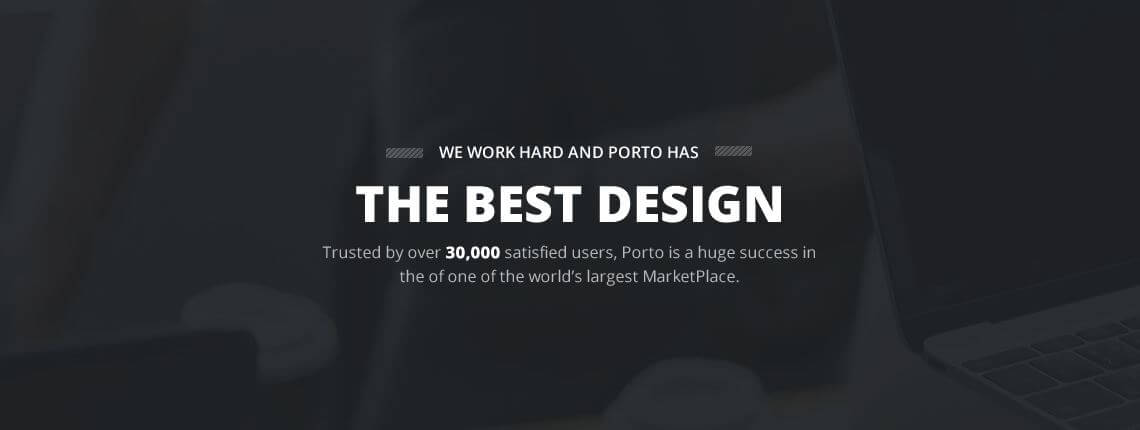 WE WORK HARD AND PORTO HAS
THE BEST DESIGN
Trusted by over 30,000 satisfied users, Porto is a huge success in
the of one of the world's largest MarketPlace.